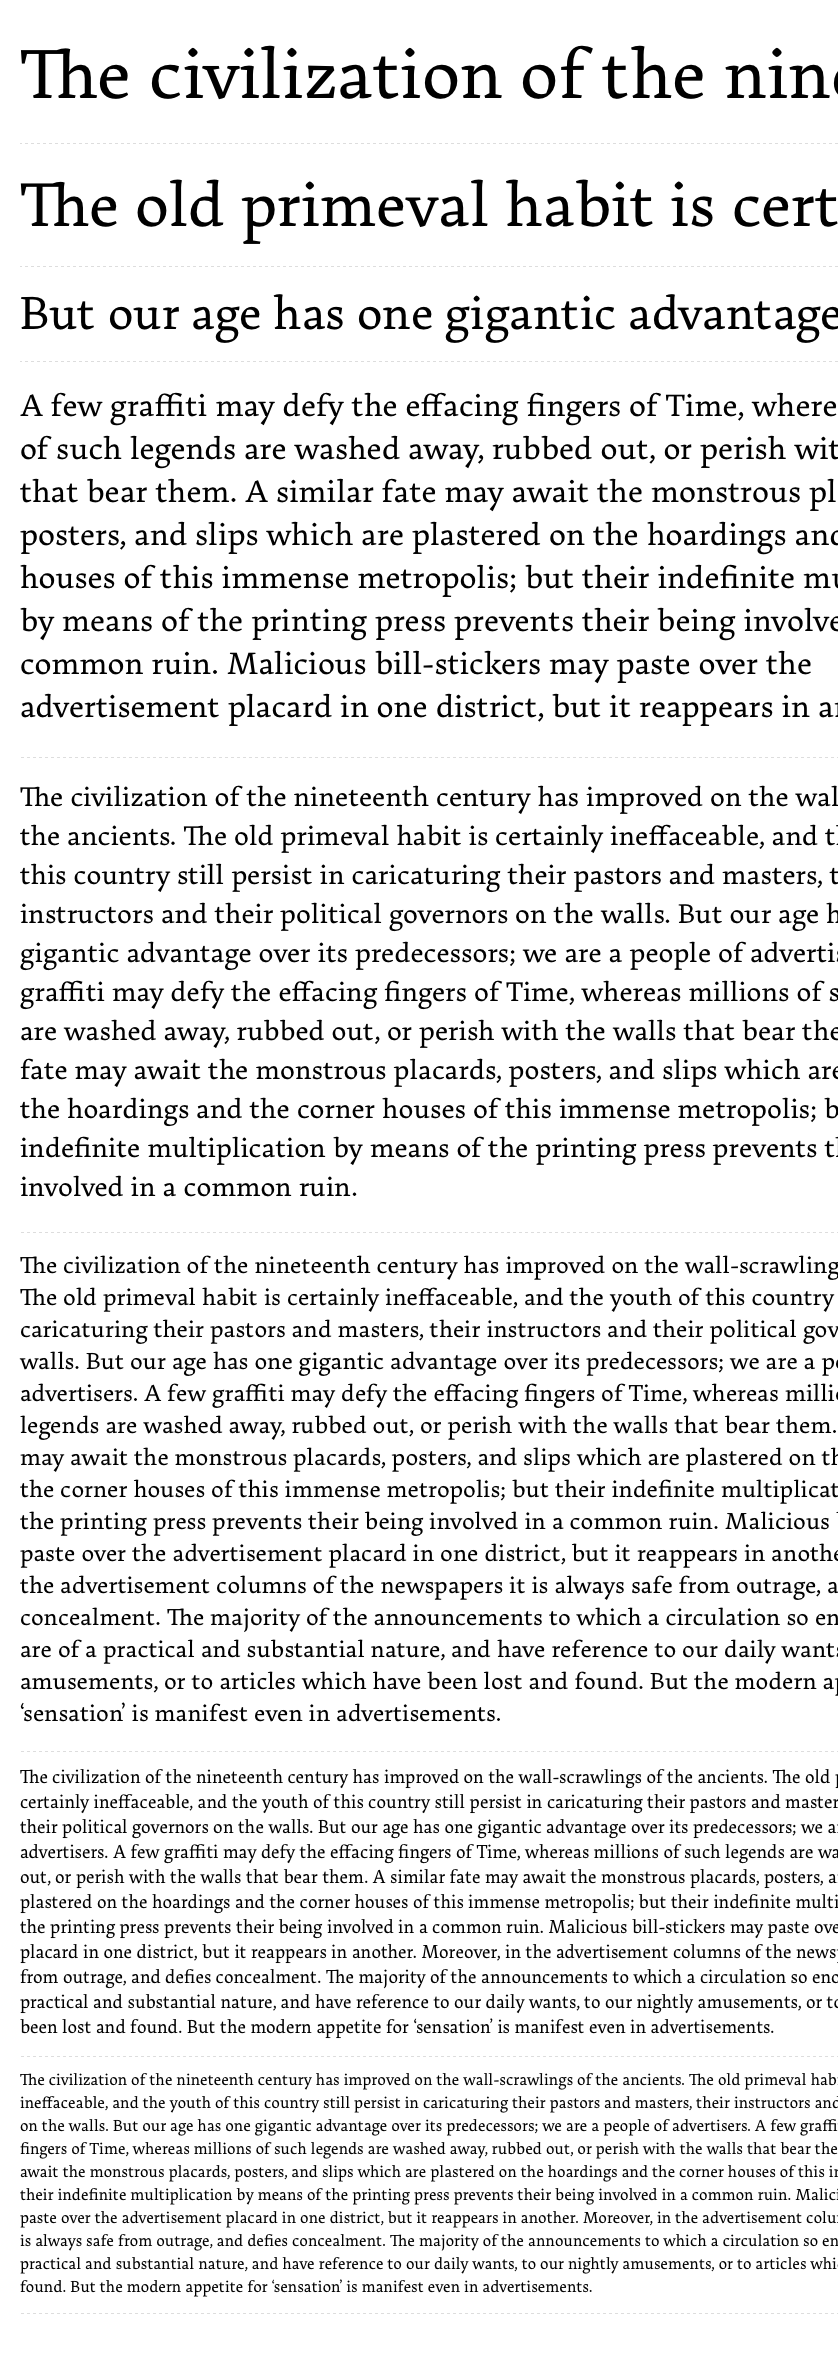 The civilization of the
The old primeval habit is
But our age has one gigantic advantage
A few graffiti may defy the effacing fingers of Time, where
of such legends are washed away, rubbed out, or perish
that bear them. A similar fate may await the monstrous
posters, and slips which are plastered on the hoardings
houses of this immense metropolis; but their indefinite
by means of the printing press prevents their being
common ruin. Malicious bill-stickers may paste over the
advertisement placard in one district, but it reappears in
The civilization of the nineteenth century has improved on the
the ancients. The old primeval habit is certainly ineffaceable, and
this country still persist in caricaturing their pastors and masters,
instructors and their political governors on the walls. But our age
gigantic advantage over its predecessors; we are a people of
graffiti may defy the effacing fingers of Time, whereas millions of
are washed away, rubbed out, or perish with the walls that bear
fate may await the monstrous placards, posters, and slips which are
the hoardings and the corner houses of this immense metropolis;
indefinite multiplication by means of the printing press prevents
involved in a common ruin.
The civilization of the nineteenth century has improved on the wall-scrawling
The old primeval habit is certainly ineffaceable, and the youth of this country
caricaturing their pastors and masters, their instructors and their political
walls. But our age has one gigantic advantage over its predecessors; we are a
advertisers. A few graffiti may defy the effacing fingers of Time, whereas
legends are washed away, rubbed out, or perish with the walls that bear them.
may await the monstrous placards, posters, and slips which are plastered on
the corner houses of this immense metropolis; but their indefinite
the printing press prevents their being involved in a common ruin. Malicious
paste over the advertisement placard in one district, but it reappears in
the advertisement columns of the newspapers it is always safe from outrage,
concealment. The majority of the announcements to which a circulation so
are of a practical and substantial nature, and have reference to our daily
amusements, or to articles which have been lost and found. But the modern
‘sensation’ is manifest even in advertisements.
The civilization of the nineteenth century has improved on the wall-scrawlings of the ancients. The old
certainly ineffaceable, and the youth of this country still persist in caricaturing their pastors and
their political governors on the walls. But our age has one gigantic advantage over its predecessors; we
advertisers. A few graffiti may defy the effacing fingers of Time, whereas millions of such legends are
out, or perish with the walls that bear them. A similar fate may await the monstrous placards, posters,
plastered on the hoardings and the corner houses of this immense metropolis; but their indefinite
the printing press prevents their being involved in a common ruin. Malicious bill-stickers may paste
placard in one district, but it reappears in another. Moreover, in the advertisement columns of the
from outrage, and defies concealment. The majority of the announcements to which a circulation so
practical and substantial nature, and have reference to our daily wants, to our nightly amusements, or
been lost and found. But the modern appetite for ‘sensation’ is manifest even in advertisements.
The civilization of the nineteenth century has improved on the wall-scrawlings of the ancients. The old primeval
ineffaceable, and the youth of this country still persist in caricaturing their pastors and masters, their instructors and
on the walls. But our age has one gigantic advantage over its predecessors; we are a people of advertisers. A few
fingers of Time, whereas millions of such legends are washed away, rubbed out, or perish with the walls that bear
await the monstrous placards, posters, and slips which are plastered on the hoardings and the corner houses of this
their indefinite multiplication by means of the printing press prevents their being involved in a common ruin.
paste over the advertisement placard in one district, but it reappears in another. Moreover, in the advertisement
is always safe from outrage, and defies concealment. The majority of the announcements to which a circulation so
practical and substantial nature, and have reference to our daily wants, to our nightly amusements, or to articles
found. But the modern appetite for ‘sensation’ is manifest even in advertisements.